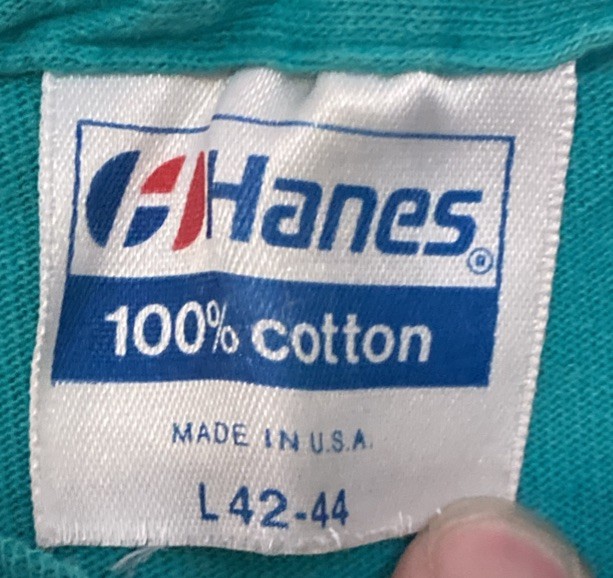 Hanes®
100% cotton
MADE IN U.S.A.
L 42-44